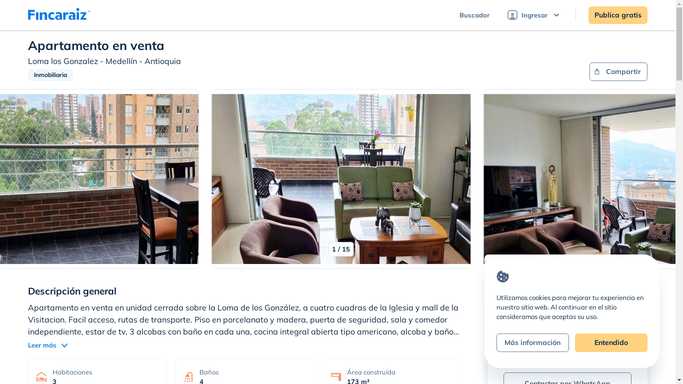 Fincaraiz
Buscador
Ingresar
Publica gratis
Apartamento en venta
Loma los Gonzalez - Medellín - Antioquia
Inmobiliaria
Compartir
1 / 15
Descripción general
Apartamento en venta en unidad cerrada sobre la Loma de los González, a cuatro cuadras de la Iglesia y mall de la
Visitacion. Facil acceso, rutas de transporte. Piso en porcelanato y madera, puerta de seguridad, sala y comedor
independiente, estar de tv, 3 alcobas con baño en cada una, cocina integral abierta tipo americano, alcoba y baño...
Leer más
Habitaciones
3
Baños
4
Área construida
173 m²
Utilizamos cookies para mejorar tu experiencia en
nuestro sitio web. Al continuar en el sitio
consideramos que aceptas su uso.
Más información
Entendido
Contactar por WhatsApp